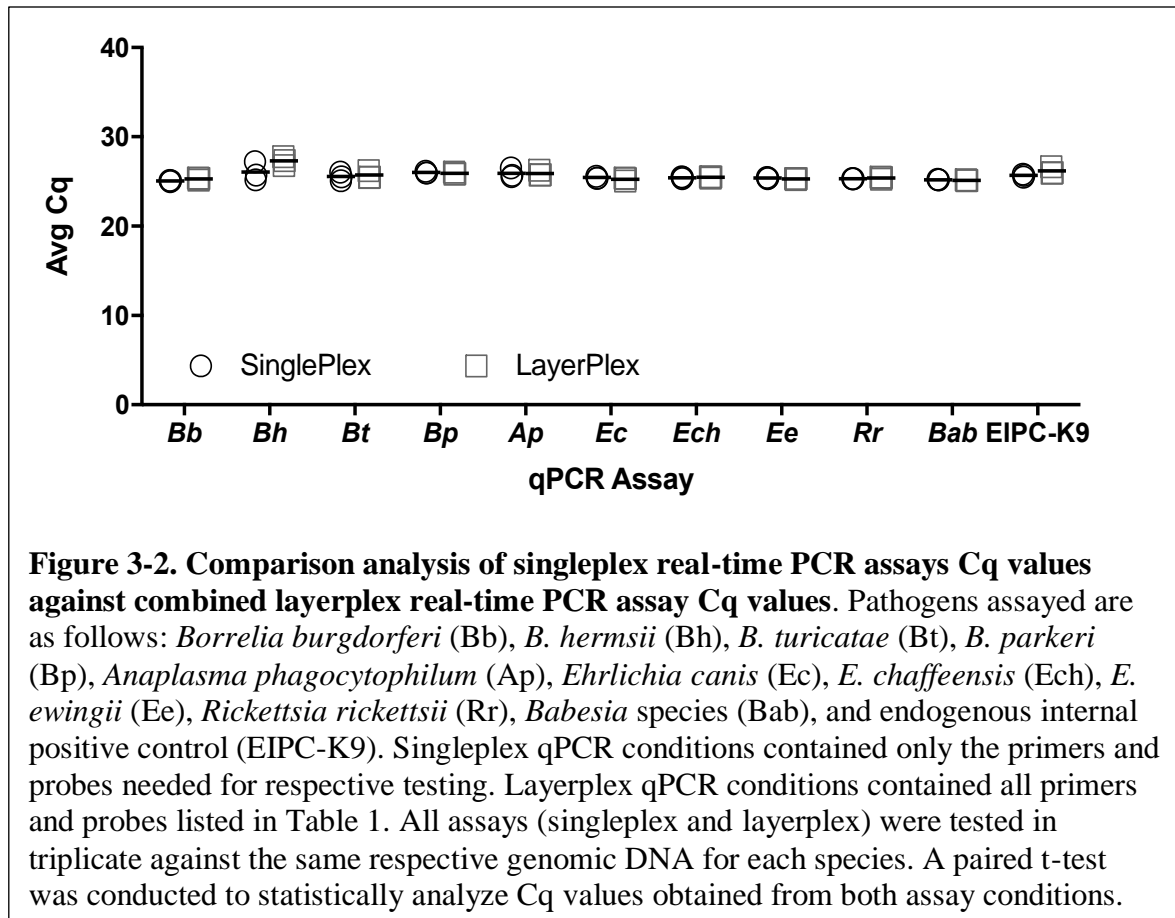 40
30
20
10
0
Avg Cq
SinglePlex LayerPlex
Bb Bh Bt Bp Ap Ec Ech Ee Rr Bab EIPC-K9
qPCR Assay
Figure 3-2. Comparison analysis of singleplex real-time PCR assays Cq values
against combined layerplex real-time PCR assay Cq values. Pathogens assayed are
as follows: Borrelia burgdorferi (Bb), B. hermsii (Bh), B. turicatae (Bt), B. parkeri
(Bp), Anaplasma phagocytophilum (Ap), Ehrlichia canis (Ec), E. chaffeensis (Ech), E.
ewingii (Ee), Rickettsia rickettsii (Rr), Babesia species (Bab), and endogenous internal
positive control (EIPC-K9). Singleplex qPCR conditions contained only the primers and
probes needed for respective testing. Layerplex qPCR conditions contained all primers
and probes listed in Table 1. All assays (singleplex and layerplex) were tested in
triplicate against the same respective genomic DNA for each species. A paired t-test
was conducted to statistically analyze Cq values obtained from both assay conditions.